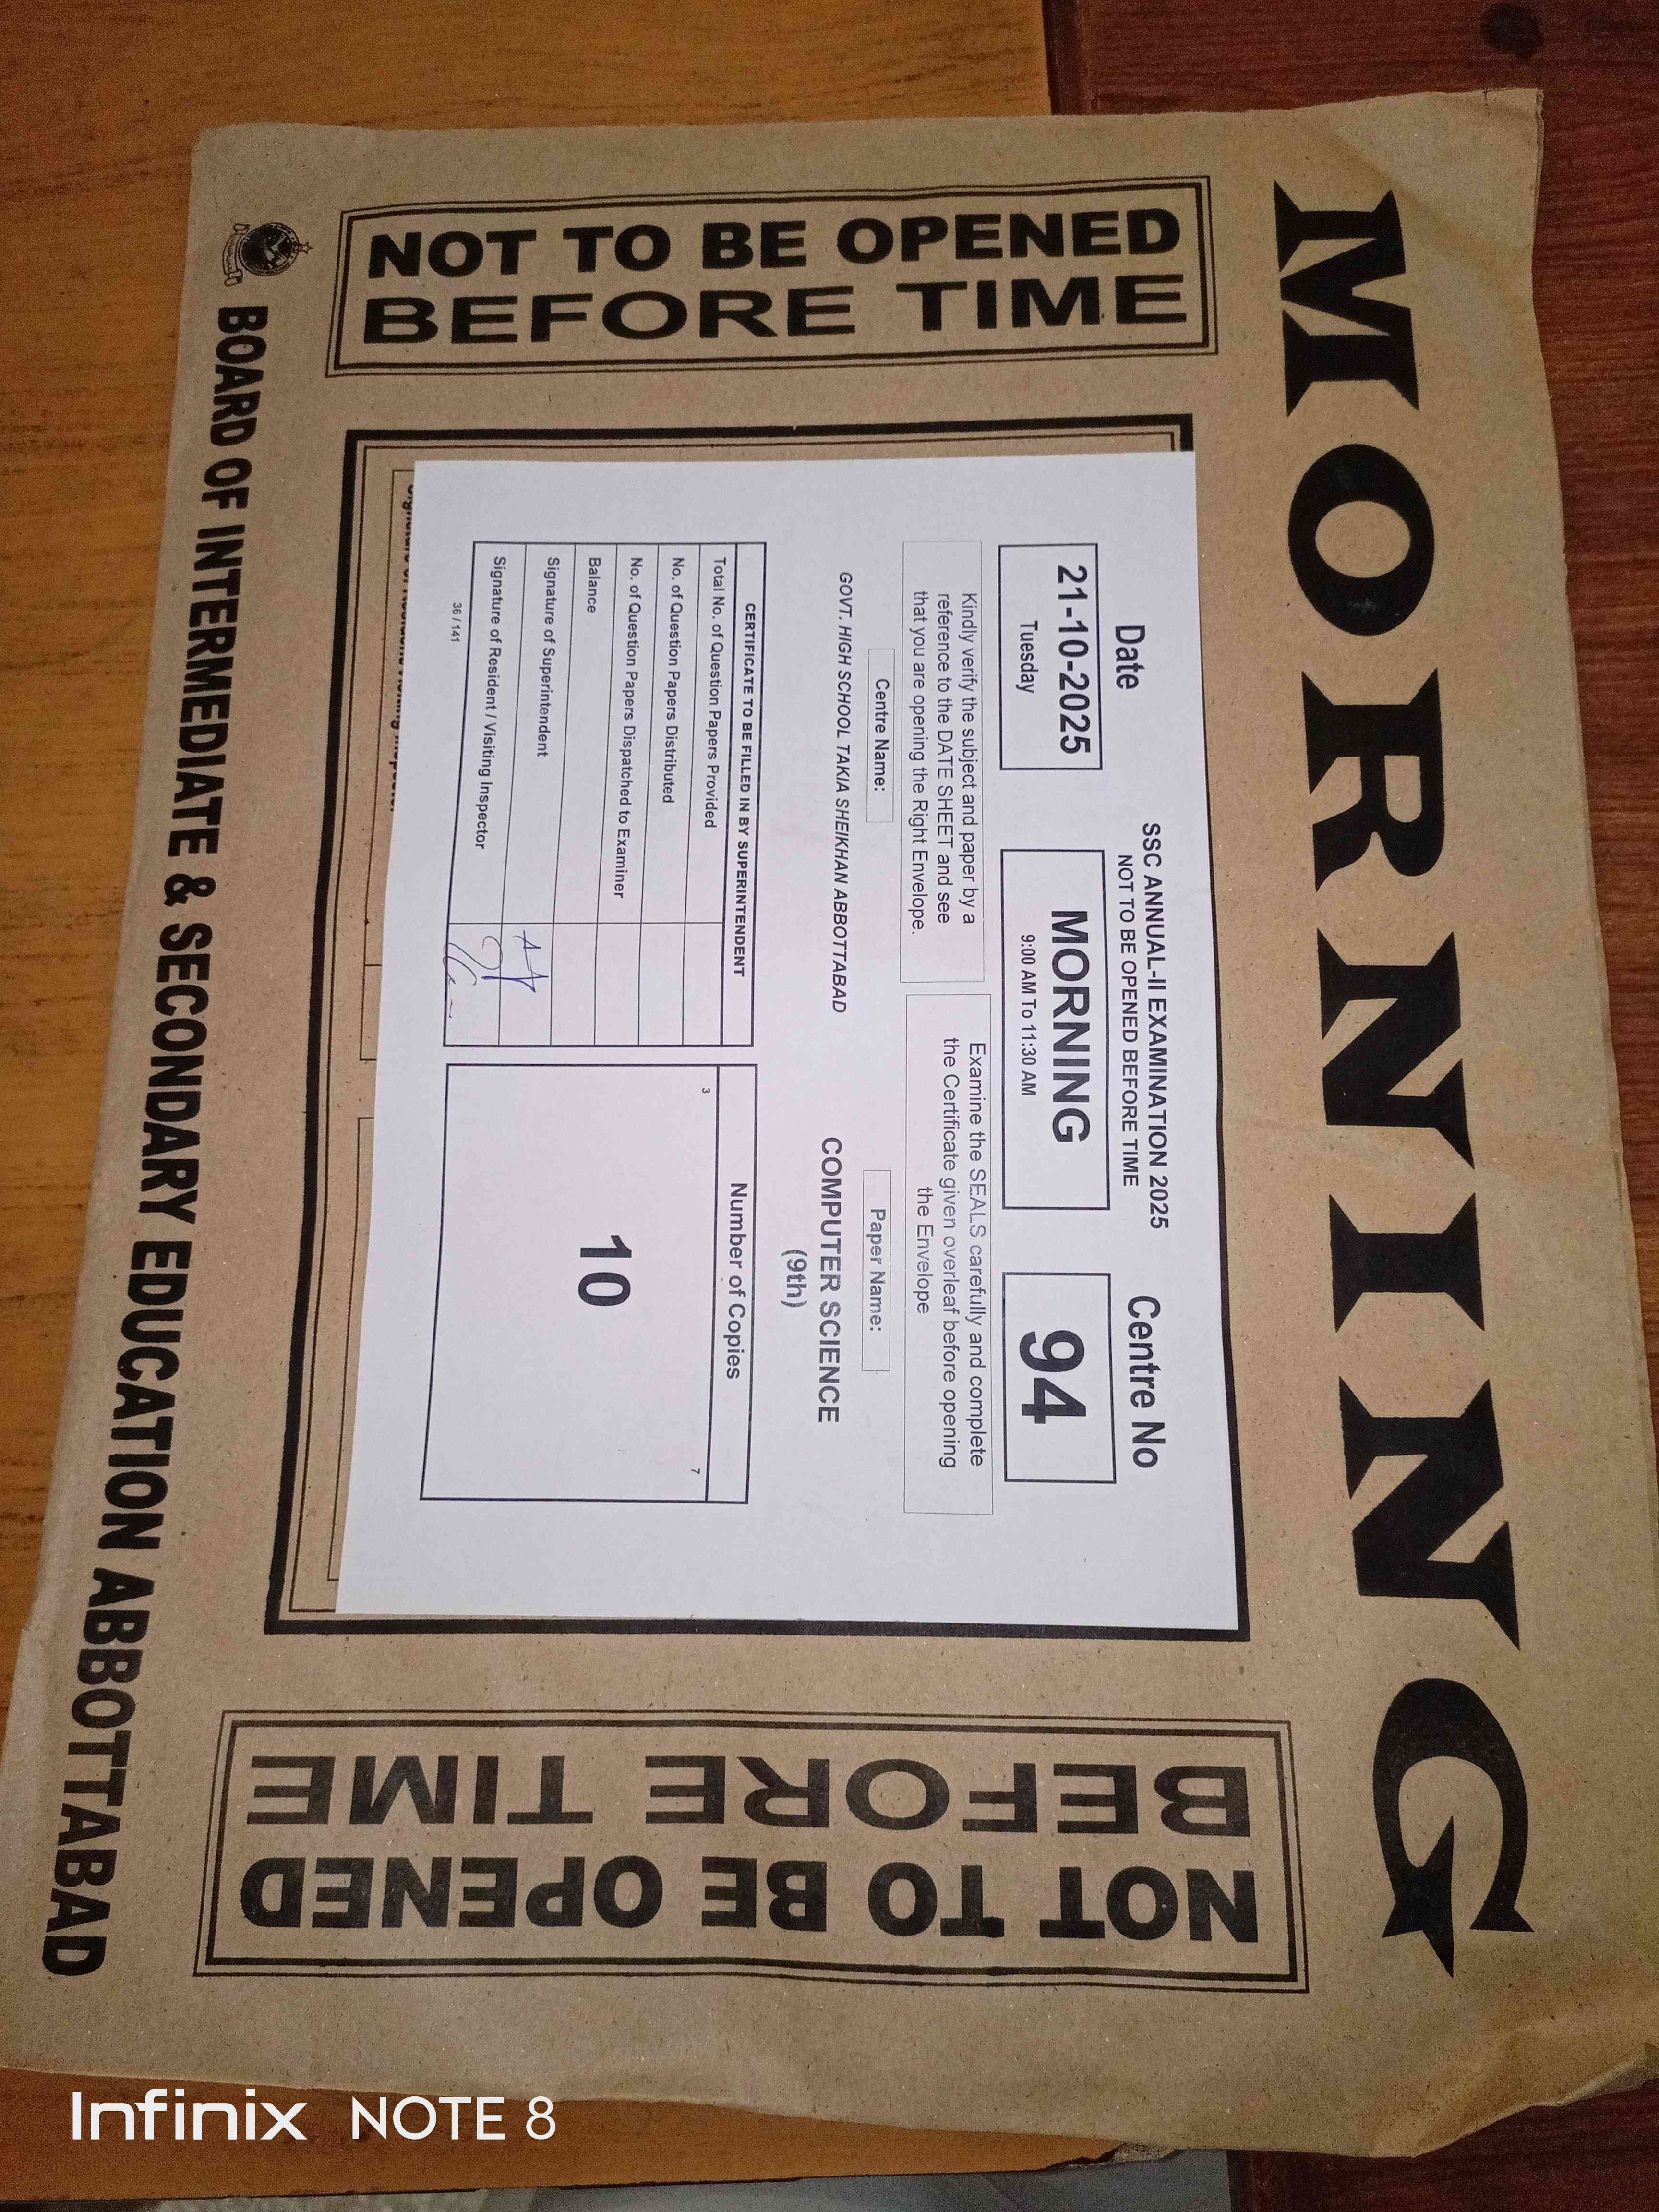 MORNING
NOT TO BE OPENED
BEFORE TIME
Date
21-10-2025
Tuesday
SSC ANNUAL-II EXAMINATION 2025
NOT TO BE OPENED BEFORE TIME
MORNING
9:00 AM To 11:30 AM
Centre No
94
Kindly verify the subject and paper by a
reference to the DATE SHEET and see
that you are opening the Right Envelope.
Examine the SEALS carefully and complete
the Certificate given overleaf before opening
the Envelope
Centre Name:
GOVT. HIGH SCHOOL TAKIA SHEIKHAN ABBOTTABAD
Paper Name:
COMPUTER SCIENCE
(9th)
CERTIFICATE TO BE FILLED IN BY SUPERINTENDENT
Total No. of Question Papers Provided
No. of Question Papers Distributed
No. of Question Papers Dispatched to Examiner
Balance
Signature of Superintendent
Signature of Resident / Visiting Inspector
36 / 141
Number of Copies
3
7
10
NOT TO BE OPENED
BEFORE TIME
BOARD OF INTERMEDIATE & SECONDARY EDUCATION ABBOTTABAD
Infinix NOTE 8